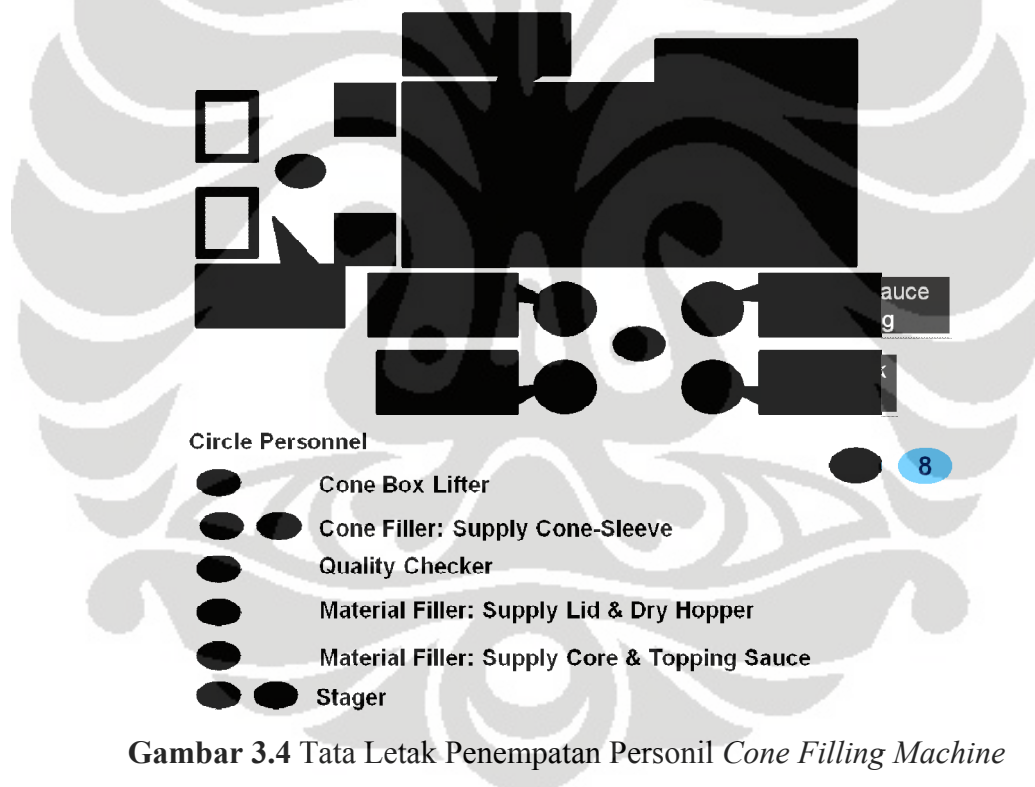 auce
g
k
8
Circle Personnel
Cone Box Lifter
Cone Filler: Supply Cone-Sleeve
Quality Checker
Material Filler: Supply Lid & Dry Hopper
Material Filler: Supply Core & Topping Sauce
Stager
Gambar 3.4 Tata Letak Penempatan Personil Cone Filling Machine